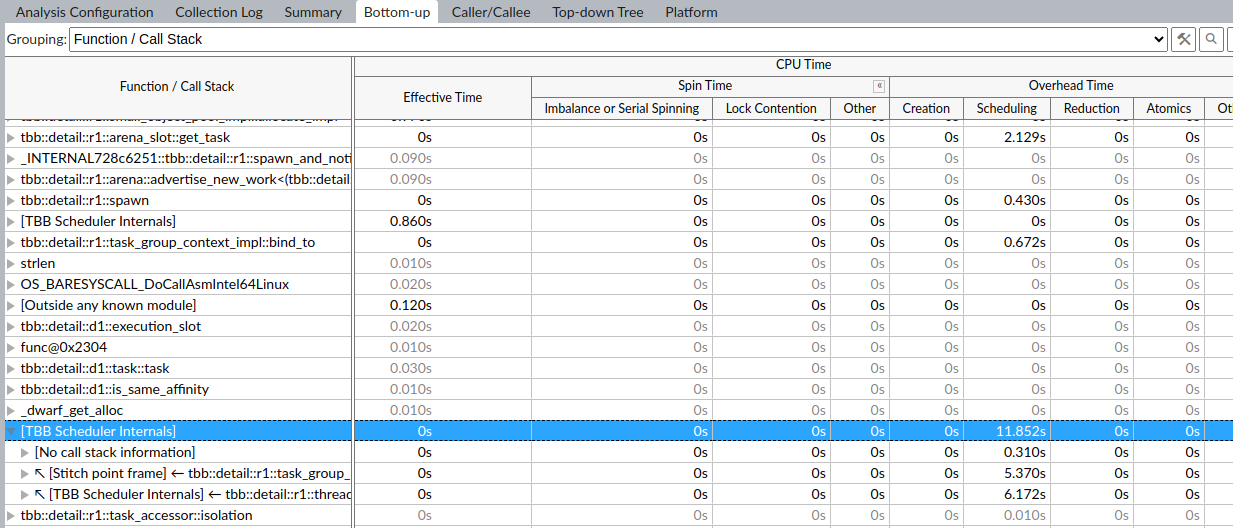 Analysis Configuration Collection Log Summary Bottom-up Caller/Callee Top-down Tree Platform
Grouping: Function / Call Stack
CPU Time
Function / Call Stack Effective Time Spin Time « Overhead Time
Imbalance or Serial Spinning Lock Contention Other Creation Scheduling Reduction Atomics Ot
tbb::detail::r1::arena_slot::get_task 0s 0s 0s 0s 0s 2.129s 0s 0s
_INTERNAL728c6251::tbb::detail::r1::spawn_and_noti 0.090s 0s 0s 0s 0s 0s 0s 0s
tbb::detail::r1::arena::advertise_new_work<(tbb::detail: 0.090s 0s 0s 0s 0s 0s 0s 0s
tbb::detail::r1::spawn 0s 0s 0s 0s 0s 0.430s 0s 0s
[TBB Scheduler Internals] 0.860s 0s 0s 0s 0s 0s 0s 0s
tbb::detail::r1::task_group_context_impl::bind_to 0s 0s 0s 0s 0s 0.672s 0s 0s
strlen 0.010s 0s 0s 0s 0s 0s 0s 0s
OS_BARESYSCALL_DoCallAsmIntel64Linux 0.020s 0s 0s 0s 0s 0s 0s 0s
[Outside any known module] 0.120s 0s 0s 0s 0s 0s 0s 0s
tbb::detail::d1::execution_slot 0.020s 0s 0s 0s 0s 0s 0s 0s
func@0x2304 0.010s 0s 0s 0s 0s 0s 0s 0s
tbb::detail::d1::task::task 0.030s 0s 0s 0s 0s 0s 0s 0s
tbb::detail::d1::is_same_affinity 0.010s 0s 0s 0s 0s 0s 0s 0s
_dwarf_get_alloc 0.010s 0s 0s 0s 0s 0s 0s 0s
[TBB Scheduler Internals] 0s 0s 0s 0s 0s 11.852s 0s 0s
[No call stack information] 0s 0s 0s 0s 0s 0.310s 0s 0s
↖ [Stitch point frame] ← tbb::detail::r1::task_group_ 0s 0s 0s 0s 0s 5.370s 0s 0s
↖ [TBB Scheduler Internals] ← tbb::detail::r1::threac 0s 0s 0s 0s 0s 6.172s 0s 0s
tbb::detail::r1::task_accessor::isolation 0s 0s 0s 0s 0s 0.010s 0s 0s